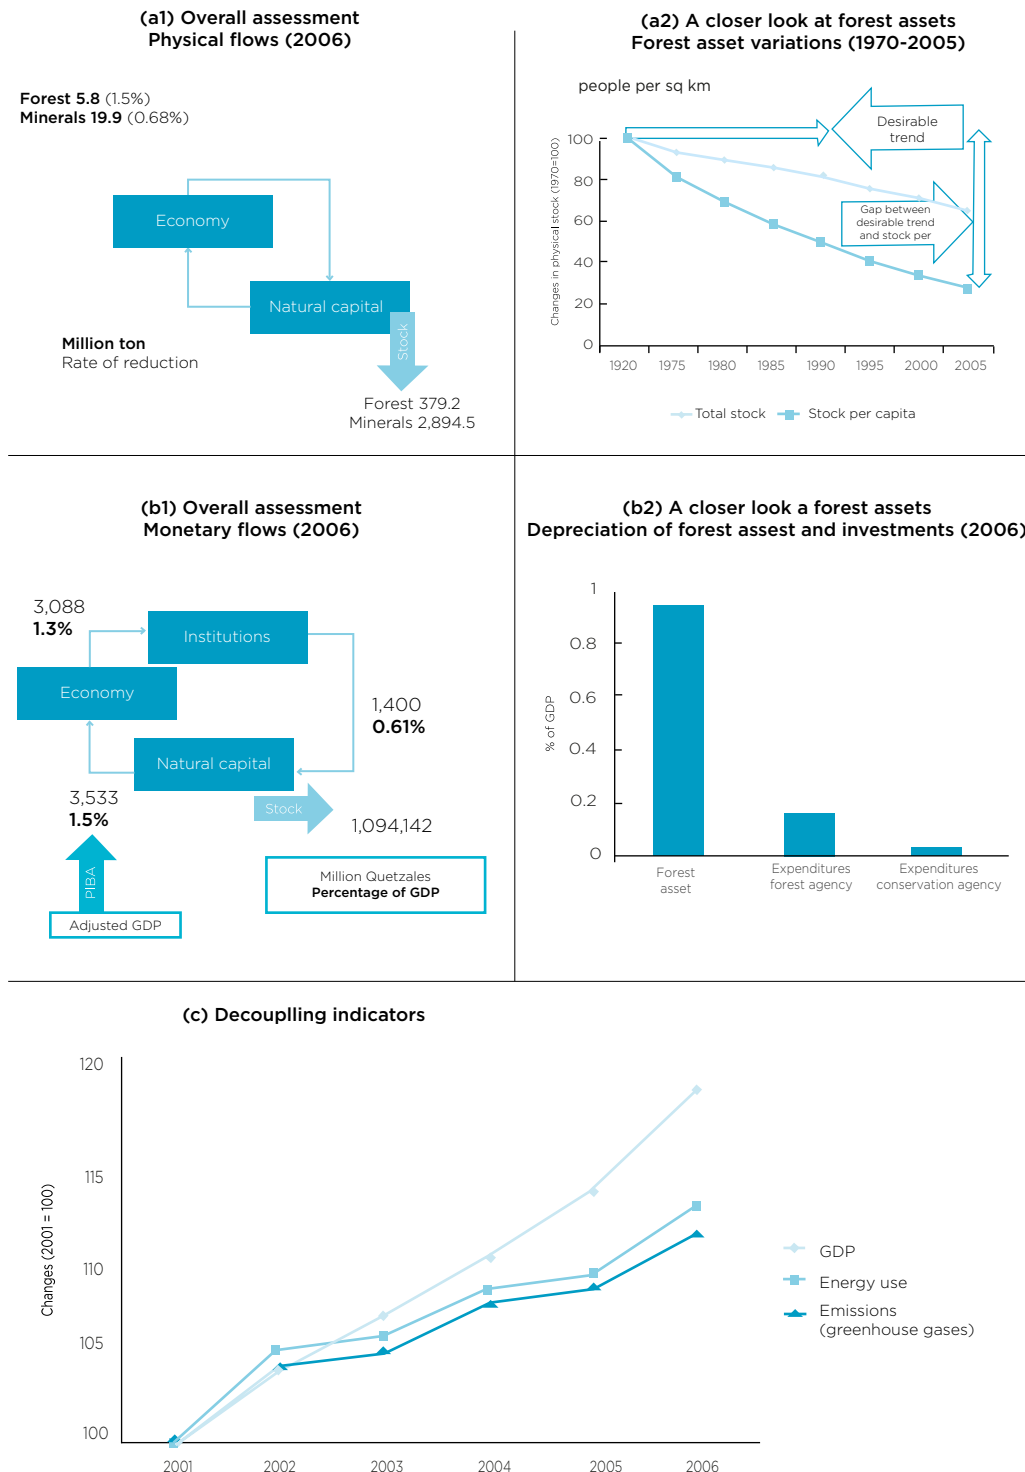 (a1) Overall assessment
Physical flows (2006)
Forest 5.8 (1.5%)
Minerals 19.9 (0.68%)
Economy
Natural capital
Stock
Million ton
Rate of reduction
Forest 379.2
Minerals 2,894.5
(a2) A closer look at forest assets
Forest asset variations (1970-2005)
people per sq km
Changes in physical stock (1970=100)
100
80
60
40
20
0
Desirable
trend
Gap between
desirable trend
and stock per
1920 1975 1980 1985 1990 1995 2000 2005
Total stock
Stock per capita
(b1) Overall assessment
Monetary flows (2006)
3,088
1.3%
Institutions
Economy
1,400
0.61%
Natural capital
3,533
1.5%
Stock
1,094,142
PIBA
Adjusted GDP
Million Quetzales
Percentage of GDP
(b2) A closer look a forest assets
Depreciation of forest assest and investments (2006)
% of GDP
1
0.8
0.6
0.4
0.2
0
Forest
asset
Expenditures
forest agency
Expenditures
conservation agency
(c) Decouplling indicators
Changes (2001 = 100)
120
115
110
105
100
2001 2002 2003 2004 2005 2006
GDP
Energy use
Emissions
(greenhouse gases)